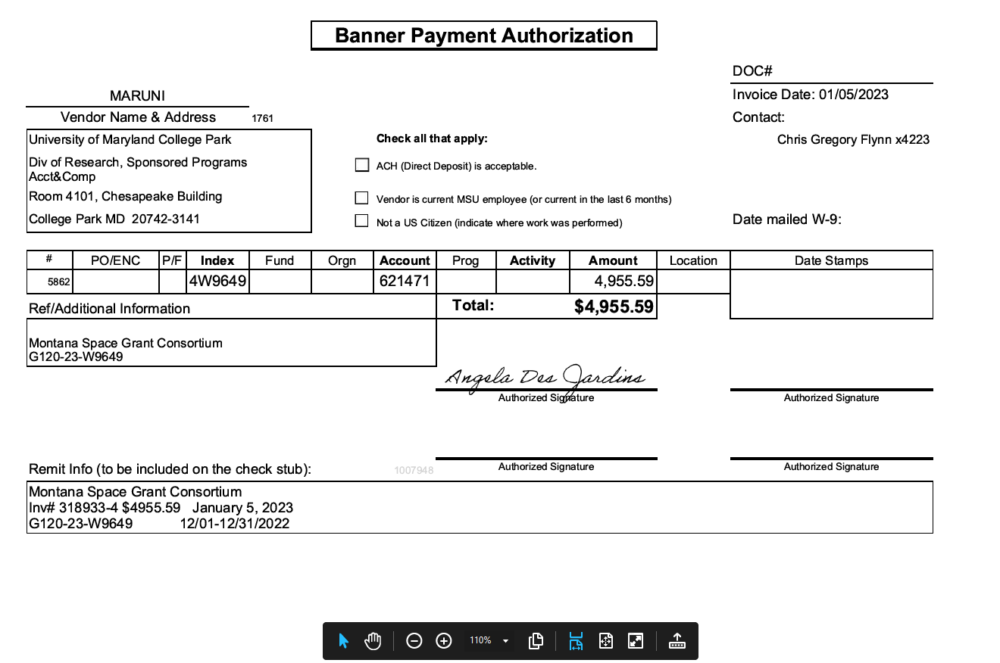 Banner Payment Authorization
DOC#
MARUNI
Invoice Date: 01/05/2023
Vendor Name & Address 1761
Contact:
University of Maryland College Park
Check all that apply:
Chris Gregory Flynn x4223
Div of Research, Sponsored Programs
Acct&Comp
ACH (Direct Deposit) is acceptable.
Room 4101, Chesapeake Building
Vendor is current MSU employee (or current in the last 6 months)
College Park MD 20742-3141
Not a US Citizen (indicate where work was performed)
Date mailed W-9:
# PO/ENC P/F Index Fund Orgn Account Prog Activity Amount Location Date Stamps
5862 4W9649 621471 4,955.59
Ref/Additional Information Total: $4,955.59
Montana Space Grant Consortium
G120-23-W9649
Angela Des Jardins
Authorized Signature Authorized Signature
Remit Info (to be included on the check stub): 1007948 Authorized Signature Authorized Signature
Montana Space Grant Consortium
Inv# 318933-4 $4955.59 January 5, 2023
G120-23-W9649 12/01-12/31/2022
110%